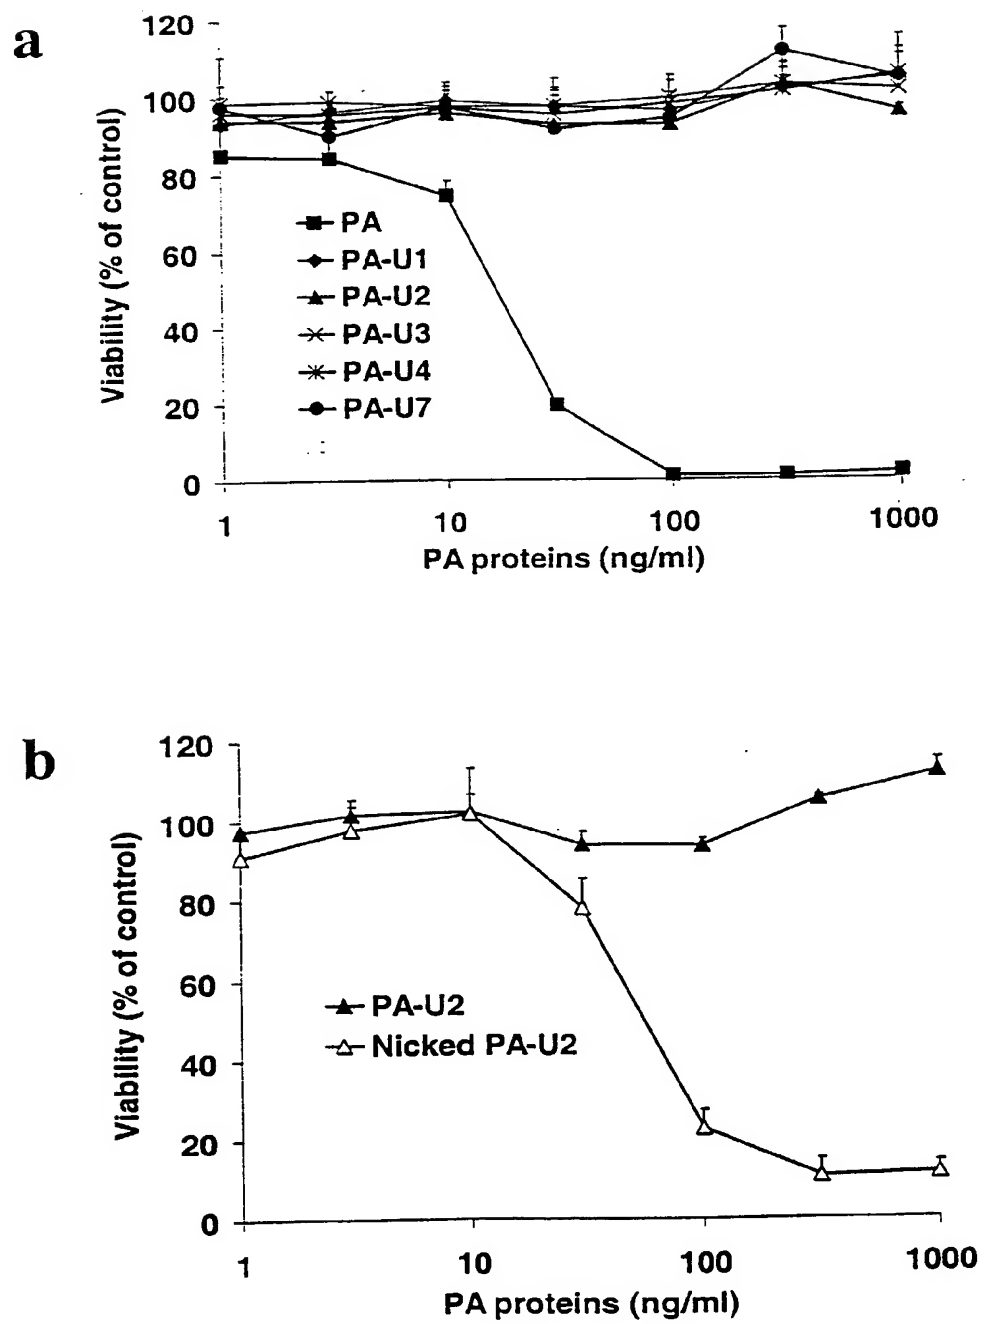 a
120
100
80
60
40
20
0
Viability (% of control)
PA
PA-U1
PA-U2
PA-U3
PA-U4
PA-U7
1 10 100 1000
PA proteins (ng/ml)
b
120
100
80
60
40
20
0
Viability (% of control)
PA-U2
Nicked PA-U2
1 10 100 1000
PA proteins (ng/ml)